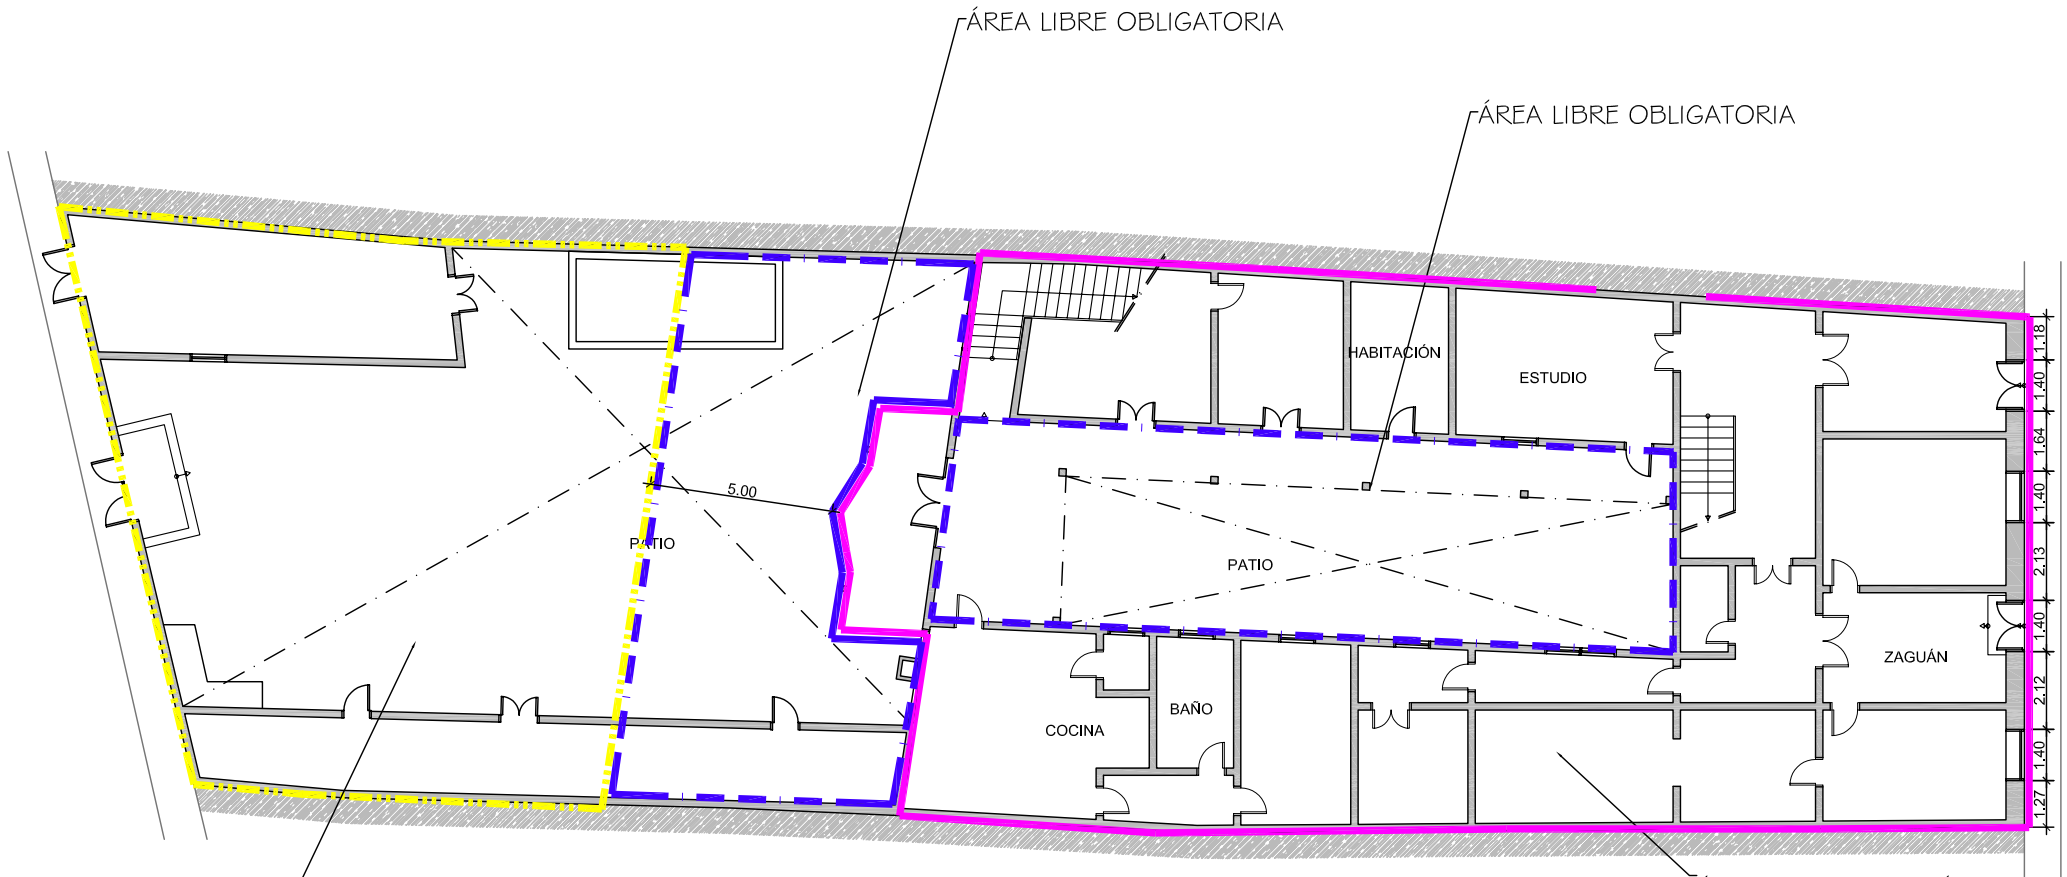 ÁREA LIBRE OBLIGATORIA
ÁREA LIBRE OBLIGATORIA
HABITACIÓN
ESTUDIO
5.00
PATIO
PATIO
COCINA
BAÑO
ZAGUÁN
1.18
1.40
1.64
1.40
2.13
1.40
2.12
1.40
1.27